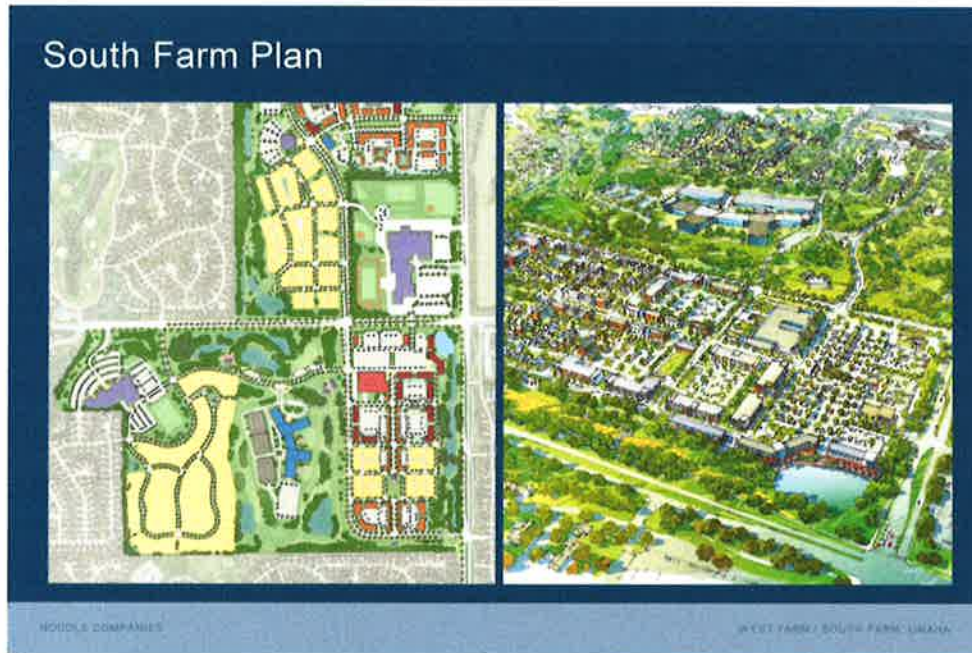 South Farm Plan
NODDLE COMPANIES
WEST FARM / SOUTH FARM, OMAHA